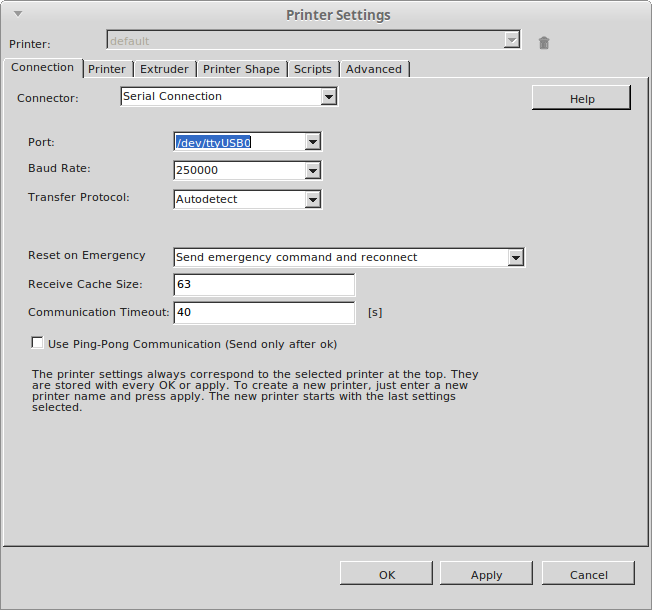 Printer Settings
Printer: default
Connection Printer Extruder Printer Shape Scripts Advanced
Connector: Serial Connection Help
Port: /dev/ttyUSB0
Baud Rate: 250000
Transfer Protocol: Autodetect
Reset on Emergency Send emergency command and reconnect
Receive Cache Size: 63
Communication Timeout: 40 [s]
Use Ping-Pong Communication (Send only after ok)
The printer settings always correspond to the selected printer at the top. They
are stored with every OK or apply. To create a new printer, just enter a new
printer name and press apply. The new printer starts with the last settings
selected.
OK Apply Cancel